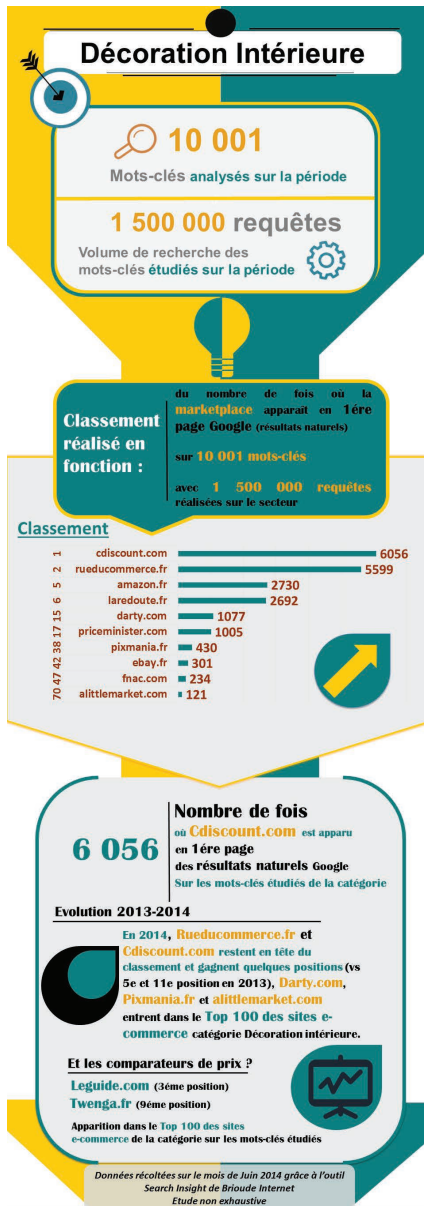 Décoration Intérieure
10 001
Mots-clés analysés sur la période
1 500 000 requêtes
Volume de recherche des
mots-clés étudiés sur la période
Classement
réalisé en
fonction :
du nombre de fois où la
marketplace apparait en 1ére
page Google (résultats naturels)
sur 10 001 mots-clés
avec 1 500 000 requêtes
réalisées sur le secteur
Classement
1 cdiscount.com 6056
2 rueducommerce.fr 5599
5 amazon.fr 2730
6 laredoute.fr 2692
15 darty.com 1077
17 priceminister.com 1005
38 pixmania.fr 430
42 ebay.fr 301
47 fnac.com 234
70 alittlemarket.com 121
6 056
Nombre de fois
où Cdiscount.com est apparu
en 1ére page
des résultats naturels Google
Sur les mots-clés étudiés de la catégorie
Evolution 2013-2014
En 2014, Rueducommerce.fr et
Cdiscount.com restent en tête du
classement et gagnent quelques positions (vs
5e et 11e position en 2013), Darty.com,
Pixmania.fr et alittlemarket.com
entrent dans le Top 100 des sites e-
commerce catégorie Décoration intérieure.
Et les comparateurs de prix ?
Leguide.com (3éme position)
Twenga.fr (9éme position)
Apparition dans le Top 100 des sites
e-commerce de la catégorie sur les mots-clés étudiés
Données récoltées sur le mois de Juin 2014 grâce à l'outil
Search Insight de Brioude Internet
Etude non exhaustive